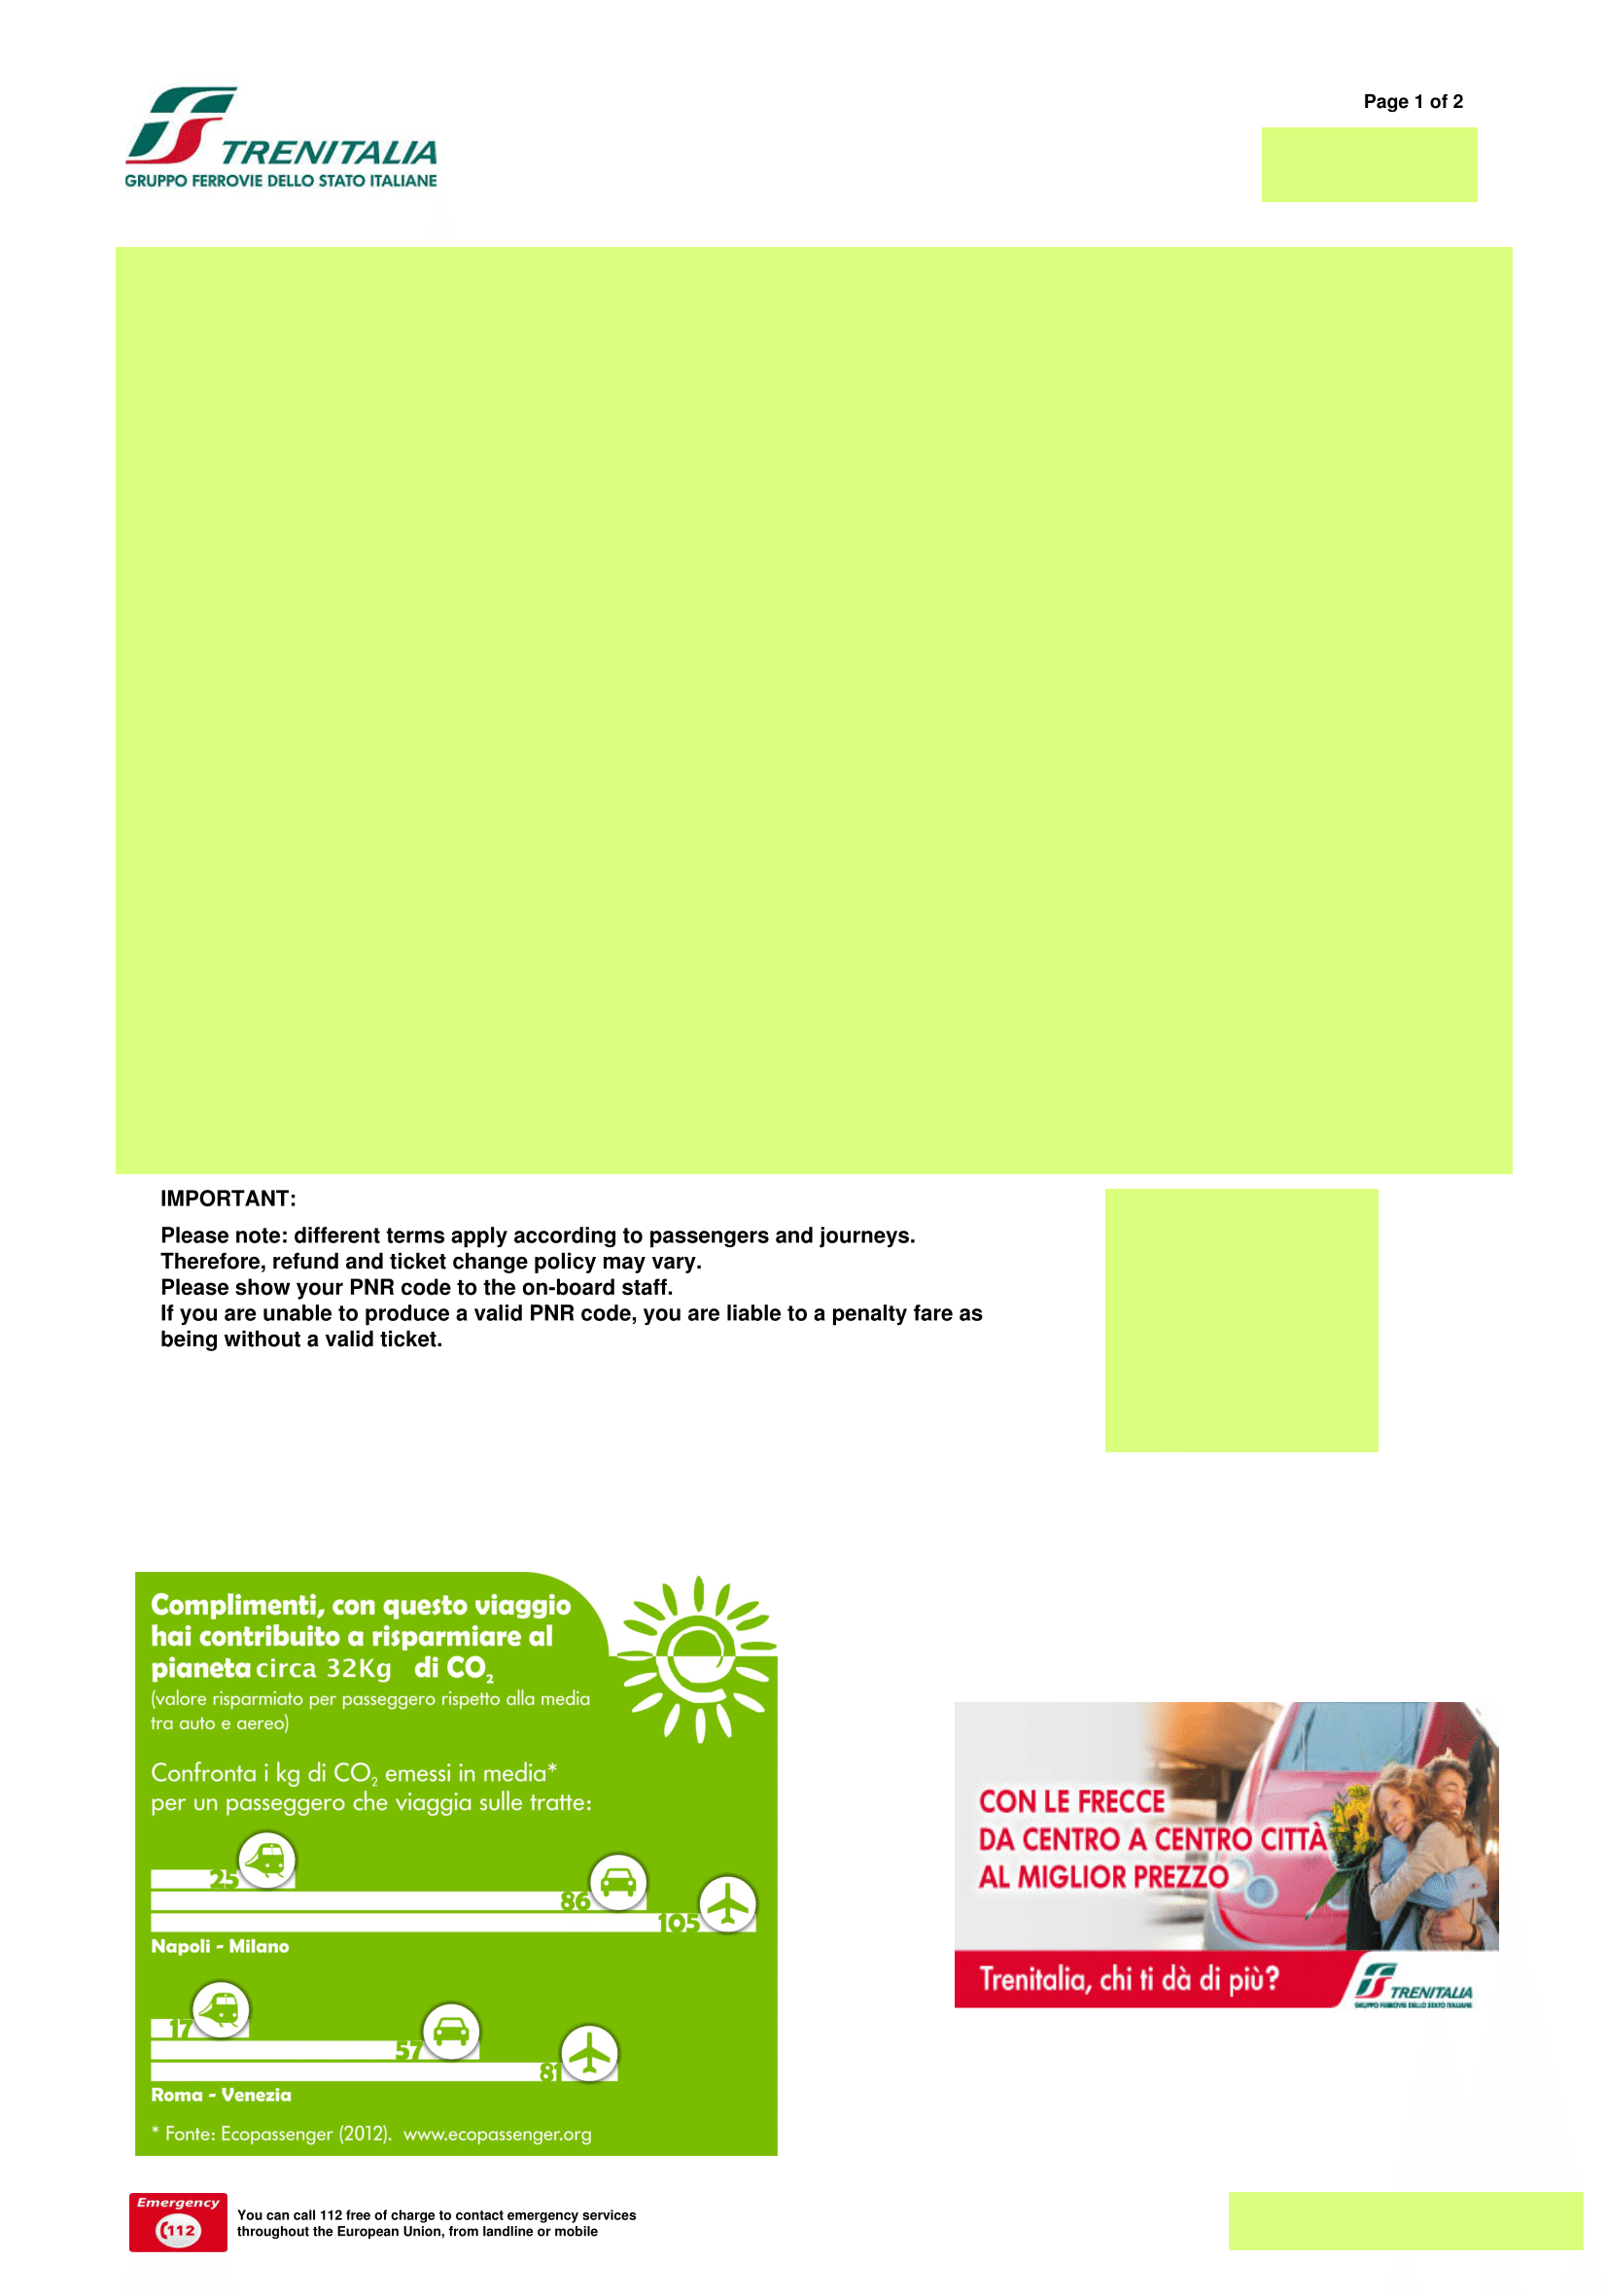 TRENITALIA
GRUPPO FERROVIE DELLO STATO ITALIANE
Page 1 of 2
IMPORTANT:
Please note: different terms apply according to passengers and journeys.
Therefore, refund and ticket change policy may vary.
Please show your PNR code to the on-board staff.
If you are unable to produce a valid PNR code, you are liable to a penalty fare as
being without a valid ticket.
Complimenti, con questo viaggio
hai contribuito a risparmiare al
pianeta circa 32Kg di CO₂
(valore risparmiato per passeggero rispetto alla media
tra auto e aereo)
Confronta i kg di CO₂ emessi in media*
per un passeggero che viaggia sulle tratte:
25
86
105
Napoli - Milano
17
57
81
Roma - Venezia
* Fonte: Ecopassenger (2012). www.ecopassenger.org
CON LE FRECCE
DA CENTRO A CENTRO CITTÀ
AL MIGLIOR PREZZO
Trenitalia, chi ti dà di più?
TRENITALIA
GRUPPO FERROVIE DELLO STATO ITALIANE
Emergency
112
You can call 112 free of charge to contact emergency services
throughout the European Union, from landline or mobile